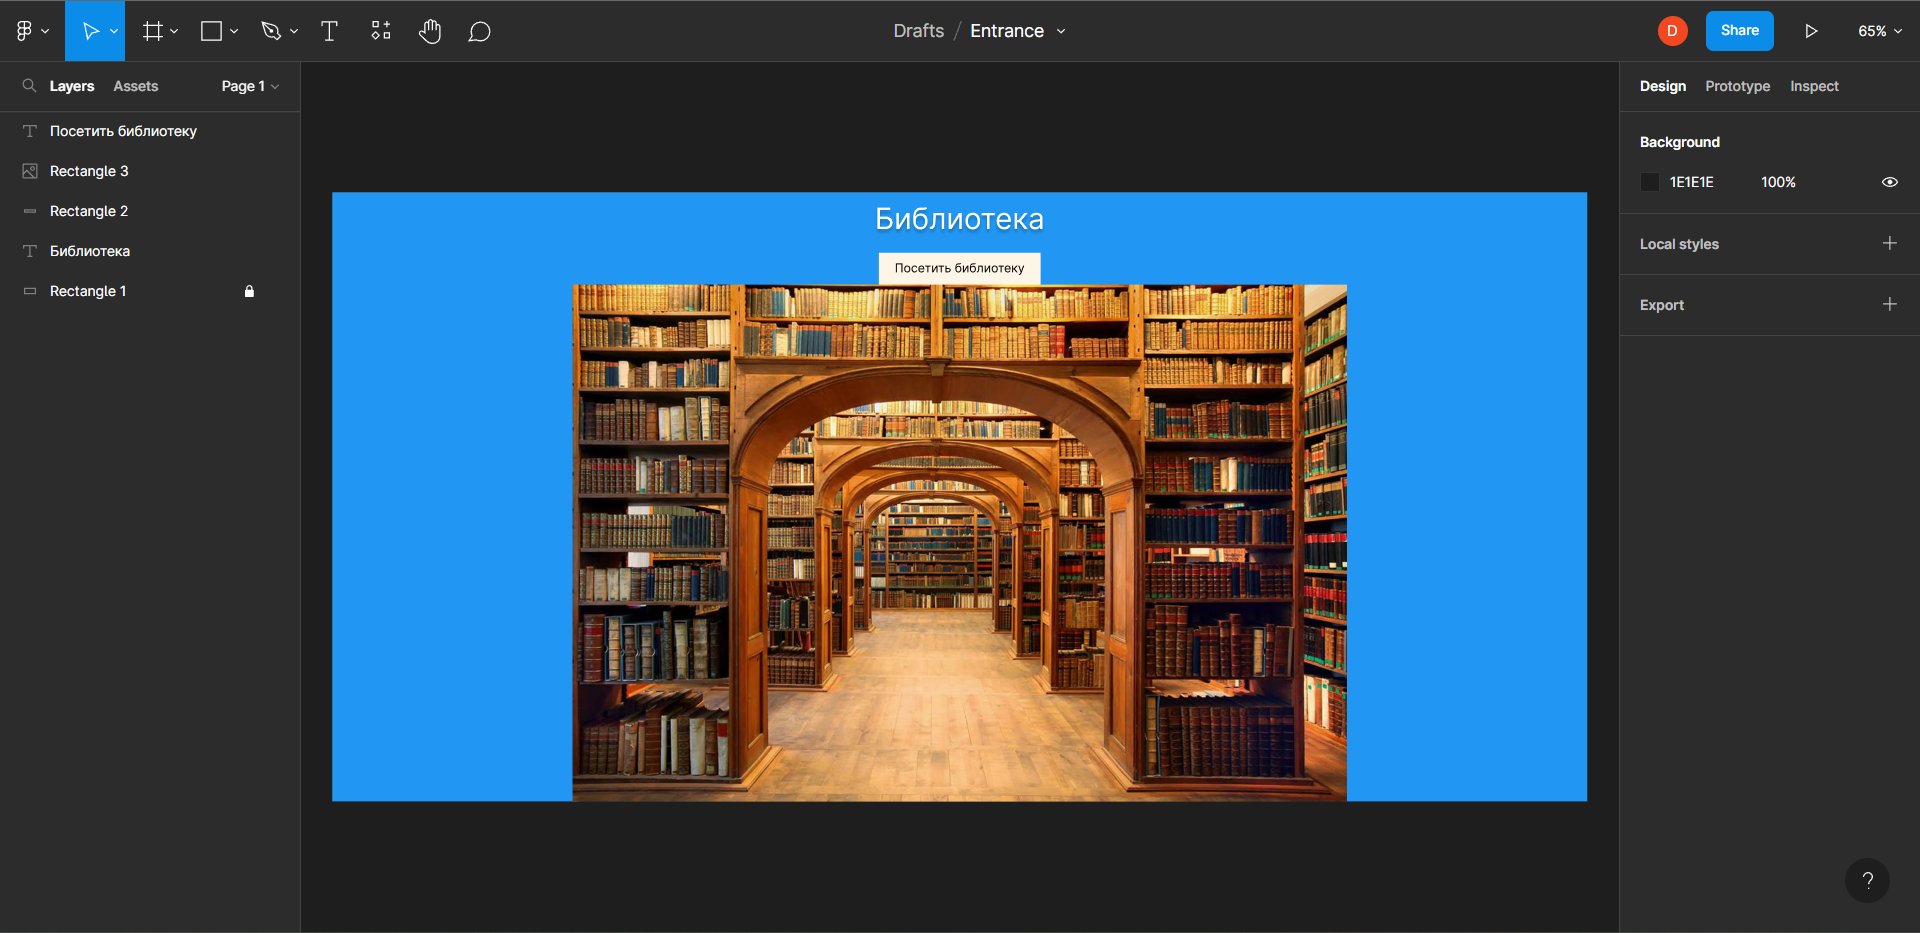 Drafts / Entrance
D
Share
65%
Layers
Assets
Page 1
Посетить библиотеку
Rectangle 3
Rectangle 2
Библиотека
Rectangle 1
Библиотека
Посетить библиотеку
Design
Prototype
Inspect
Background
1E1E1E
100%
Local styles
Export
?